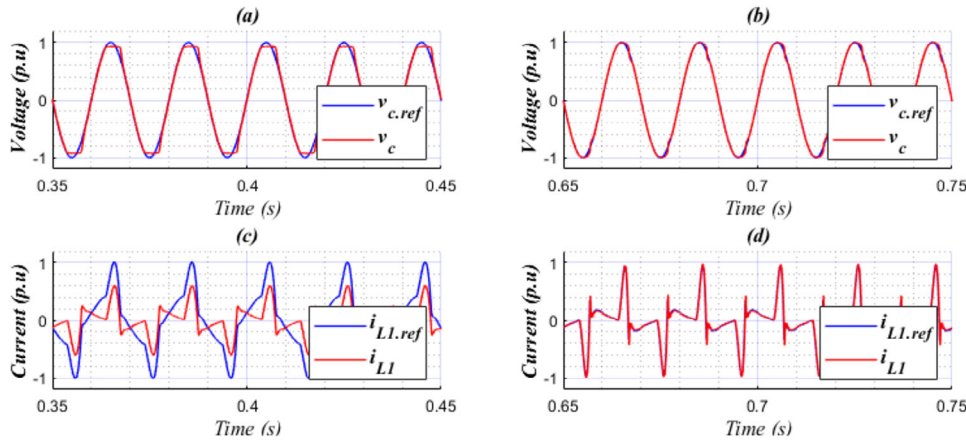 (a)
Voltage (p.u)
1
0
-1
v_c.ref
v_c
0.35
0.4
0.45
Time (s)
(b)
Voltage (p.u)
1
0
-1
v_c.ref
v_c
0.65
0.7
0.75
Time (s)
(c)
Current (p.u)
1
0
-1
i_L1.ref
i_L1
0.35
0.4
0.45
Time (s)
(d)
Current (p.u)
1
0
-1
i_L1.ref
i_L1
0.65
0.7
0.75
Time (s)